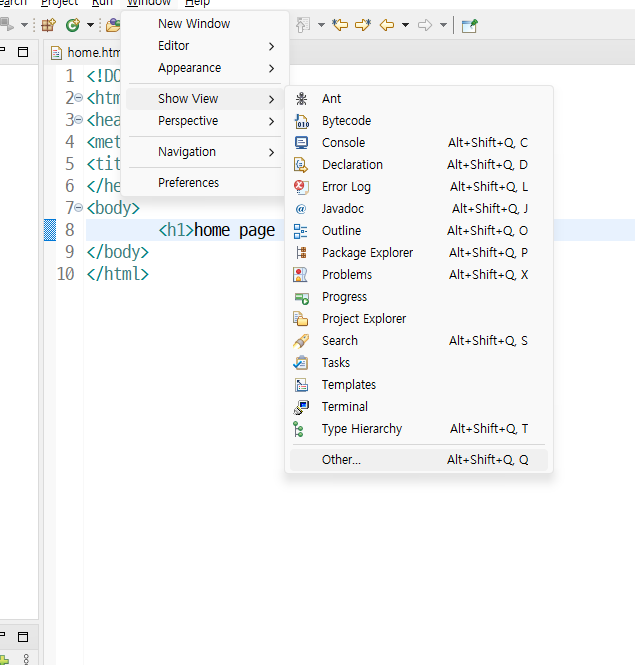 earch Project Run Window Help
New Window
Editor
Appearance
Show View
Perspective
Navigation
Preferences
Ant
Bytecode
Console Alt+Shift+Q, C
Declaration Alt+Shift+Q, D
Error Log Alt+Shift+Q, L
Javadoc Alt+Shift+Q, J
Outline Alt+Shift+Q, O
Package Explorer Alt+Shift+Q, P
Problems Alt+Shift+Q, X
Progress
Project Explorer
Search Alt+Shift+Q, S
Tasks
Templates
Terminal
Type Hierarchy Alt+Shift+Q, T
Other... Alt+Shift+Q, Q
home.htm
1 <!DO
2 <htm
3 <hea
4 <met
5 <tit
6 </he
7 <body>
8 <h1>home page
9 </body>
10 </html>